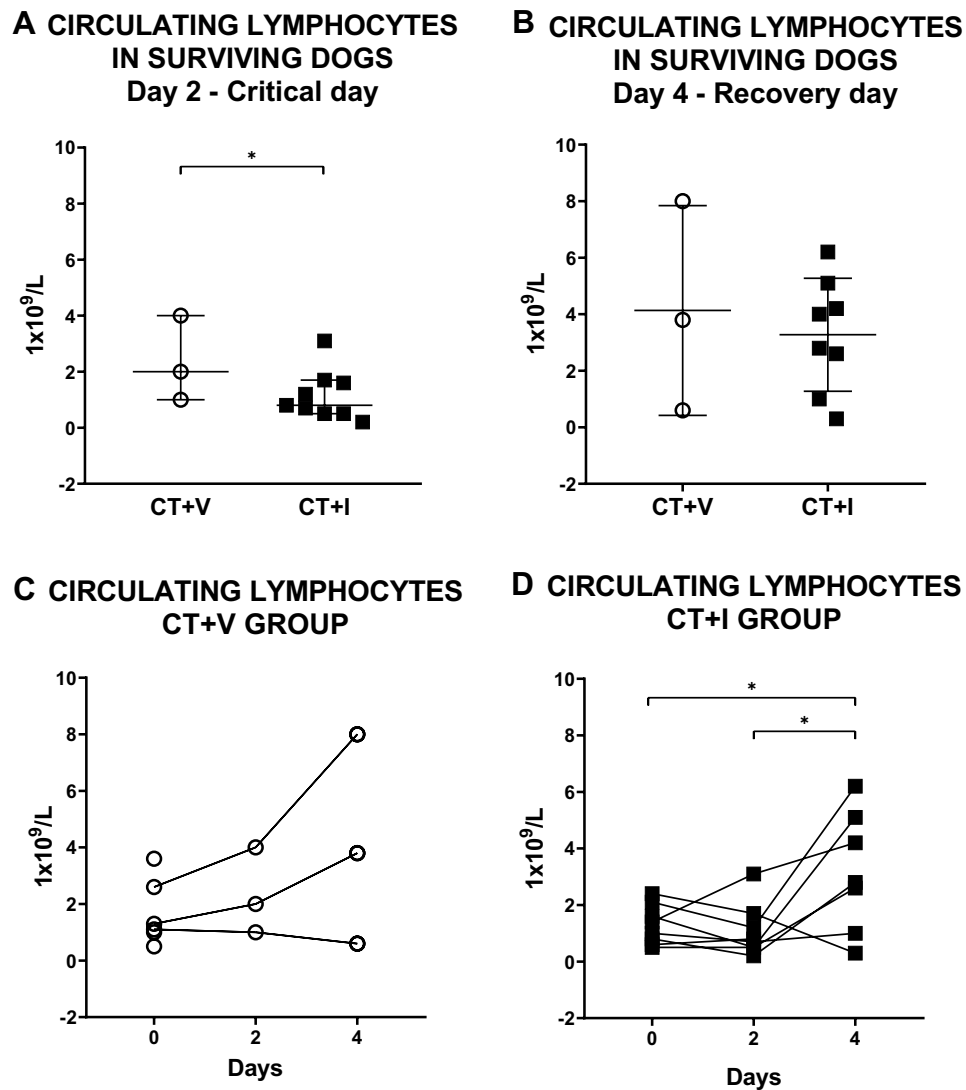 A CIRCULATING LYMPHOCYTES
IN SURVIVING DOGS
Day 2 - Critical day
10
8
6
4
2
0
-2
1x10⁹/L
*
CT+V CT+I
B CIRCULATING LYMPHOCYTES
IN SURVIVING DOGS
Day 4 - Recovery day
10
8
6
4
2
0
-2
1x10⁹/L
CT+V CT+I
C CIRCULATING LYMPHOCYTES
CT+V GROUP
10
8
6
4
2
0
-2
1x10⁹/L
0 2 4
Days
D CIRCULATING LYMPHOCYTES
CT+I GROUP
10
8
6
4
2
0
-2
1x10⁹/L
*
*
0 2 4
Days